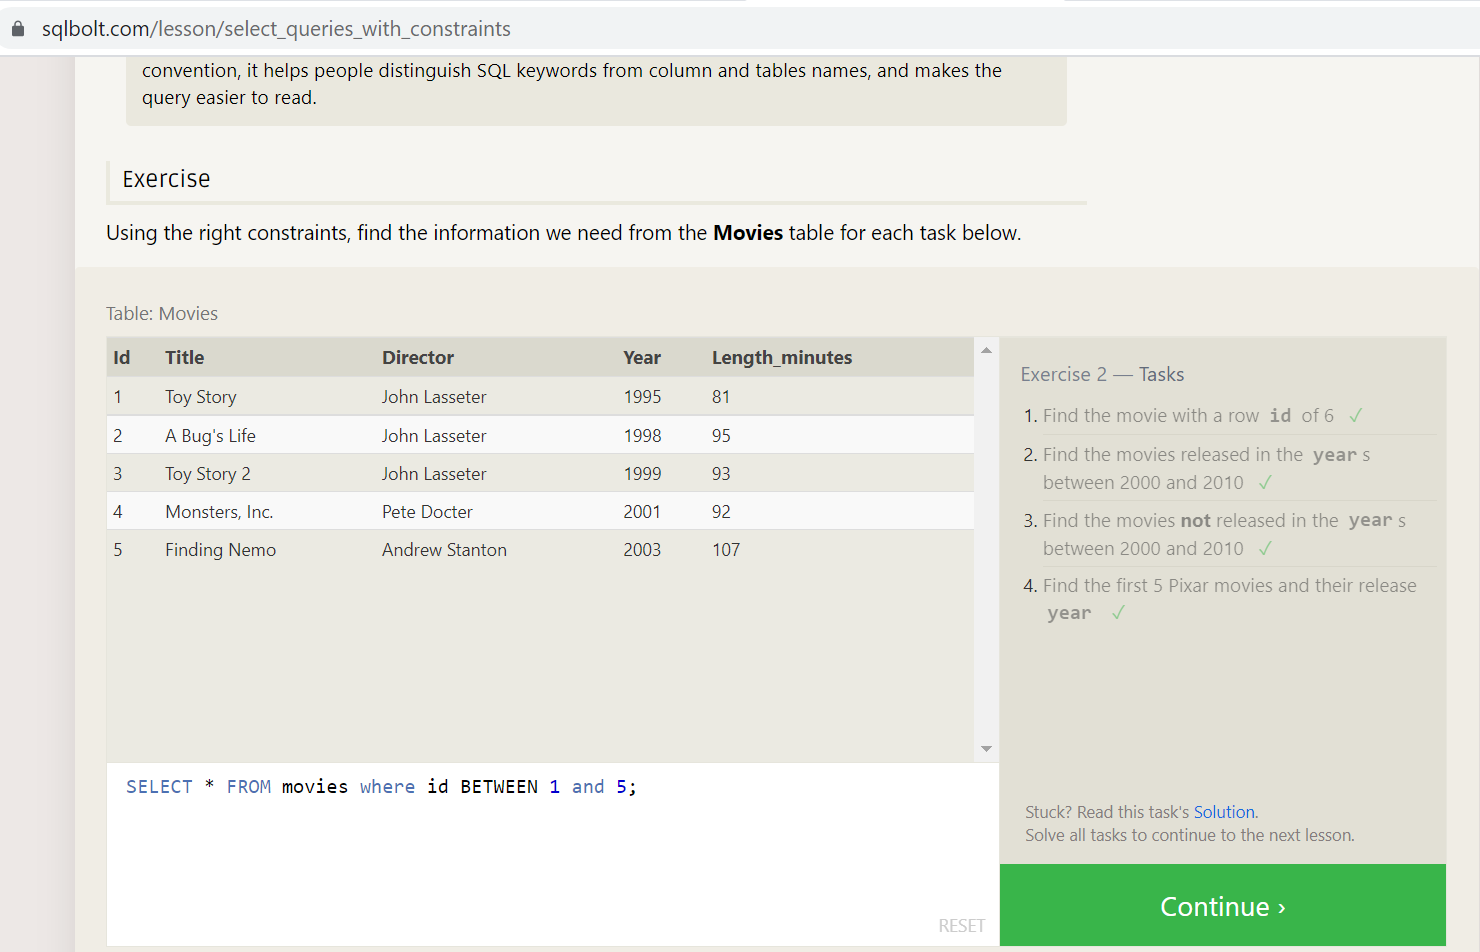 sqlbolt.com/lesson/select_queries_with_constraints
convention, it helps people distinguish SQL keywords from column and tables names, and makes the
query easier to read.
Exercise
Using the right constraints, find the information we need from the Movies table for each task below.
Table: Movies
Id Title Director Year Length_minutes
1 Toy Story John Lasseter 1995 81
2 A Bug's Life John Lasseter 1998 95
3 Toy Story 2 John Lasseter 1999 93
4 Monsters, Inc. Pete Docter 2001 92
5 Finding Nemo Andrew Stanton 2003 107
SELECT * FROM movies where id BETWEEN 1 and 5;
RESET
Exercise 2 — Tasks
1. Find the movie with a row id of 6 ✓
2. Find the movies released in the year s
between 2000 and 2010 ✓
3. Find the movies not released in the year s
between 2000 and 2010 ✓
4. Find the first 5 Pixar movies and their release
year ✓
Stuck? Read this task's Solution.
Solve all tasks to continue to the next lesson.
Continue ›